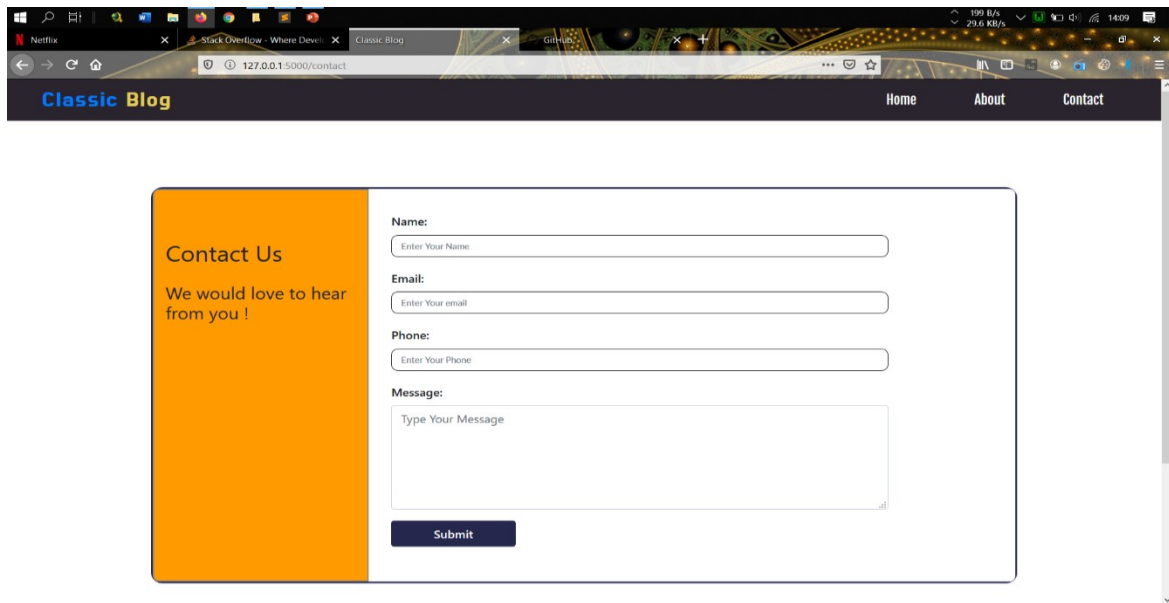 199 B/s
29.6 KB/s
14:09
Netflix
Stack Overflow - Where Devel
Classic Blog
GitHub
127.0.0.1:5000/contact
Classic Blog
Home About Contact
Contact Us
We would love to hear
from you !
Name:
Enter Your Name
Email:
Enter Your email
Phone:
Enter Your Phone
Message:
Type Your Message
Submit